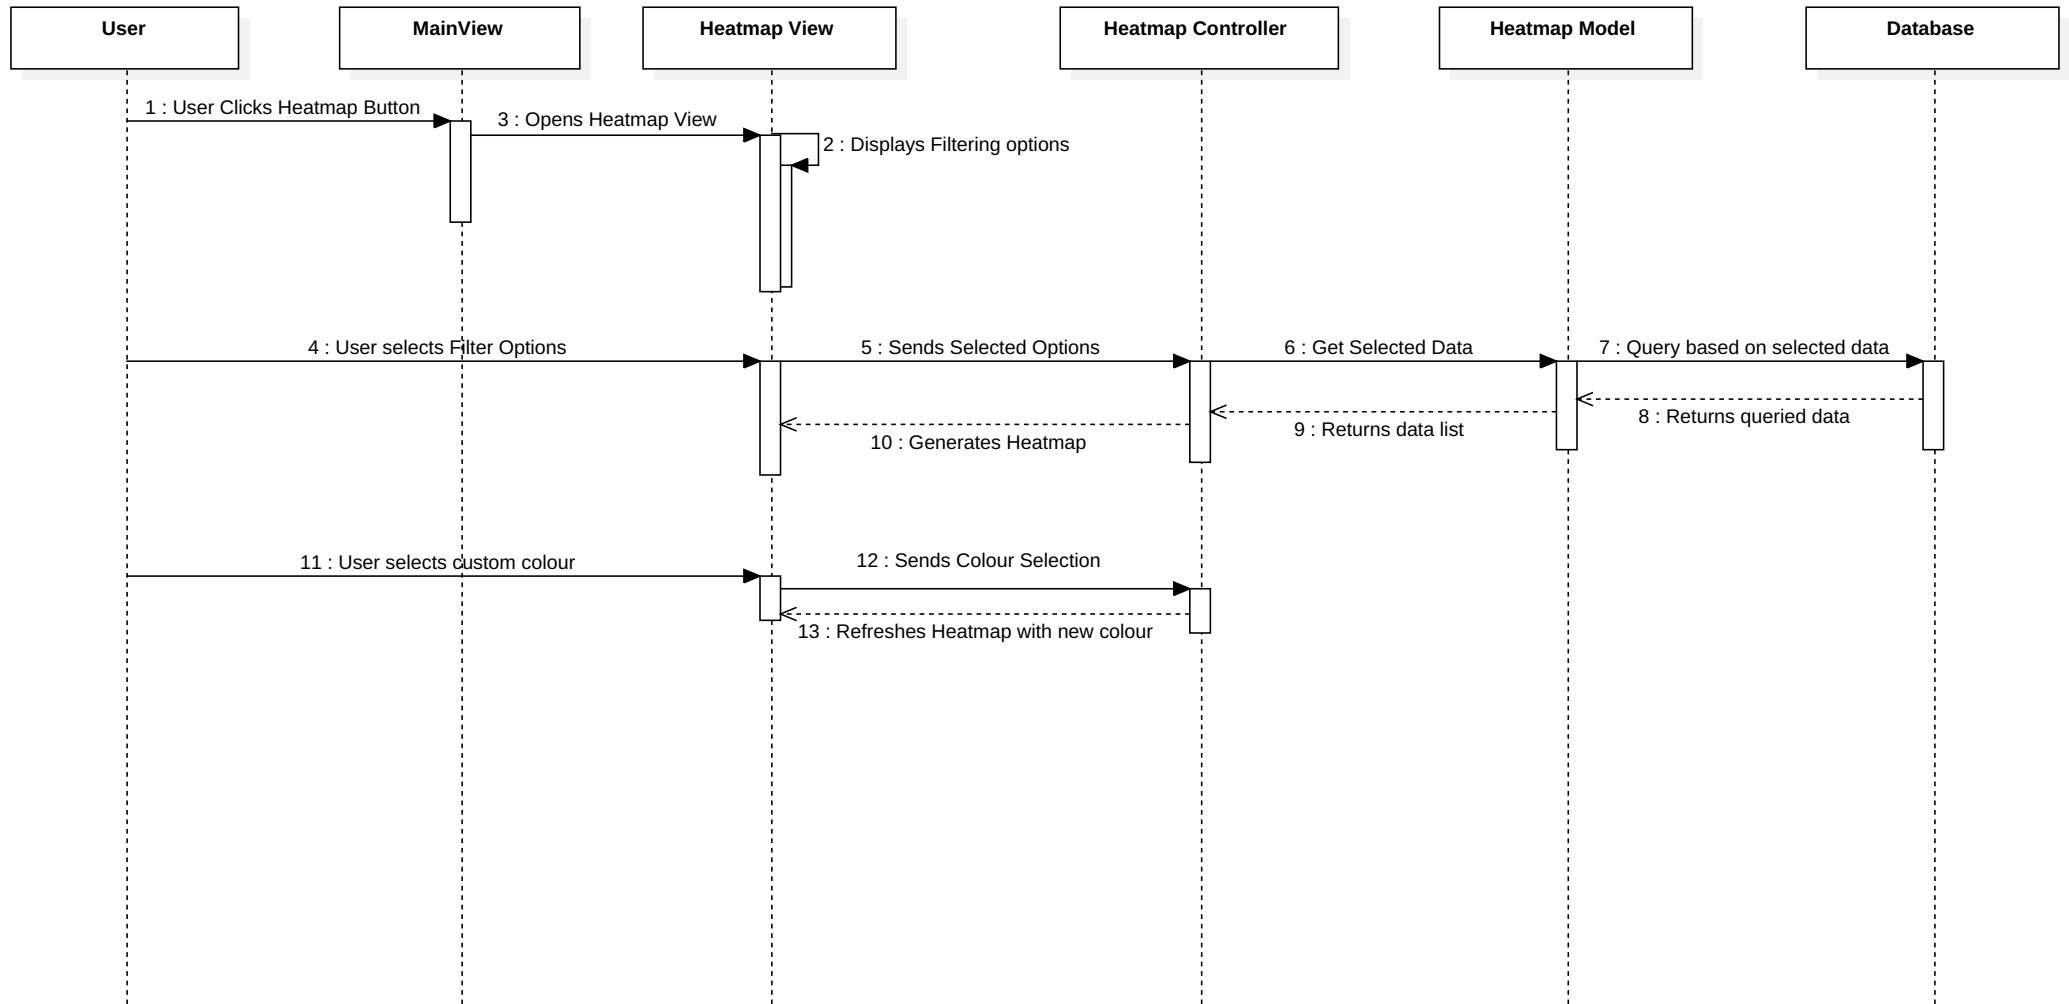 User
MainView
Heatmap View
Heatmap Controller
Heatmap Model
Database
1 : User Clicks Heatmap Button
3 : Opens Heatmap View
2 : Displays Filtering options
4 : User selects Filter Options
5 : Sends Selected Options
6 : Get Selected Data
7 : Query based on selected data
8 : Returns queried data
9 : Returns data list
10 : Generates Heatmap
11 : User selects custom colour
12 : Sends Colour Selection
13 : Refreshes Heatmap with new colour